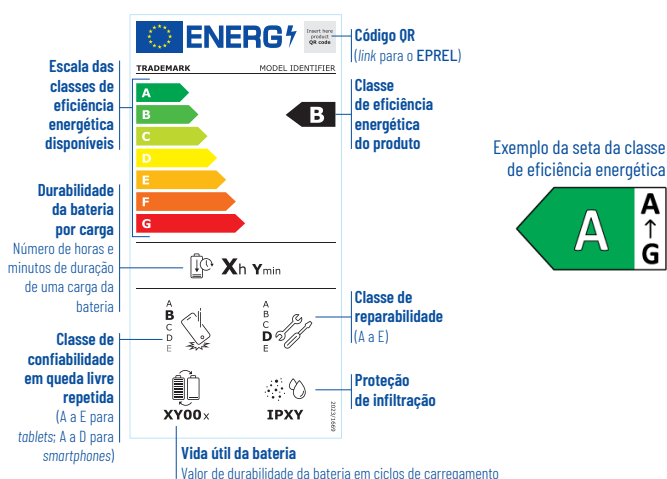 ENERG
Insert here
product
QR code
TRADEMARK
MODEL IDENTIFIER
A
B
C
D
E
F
G
B
Xh Ymin
A
B
C
D
E
A
B
C
D
E
XY00x
IPXY
2023/1669
Código QR
(link para o EPREL)
Escala das
classes de
eficiência
energética
disponíveis
Classe
de eficiência
energética
do produto
Exemplo da seta da classe
de eficiência energética
A
A
↑
G
Durabilidade
da bateria
por carga
Número de horas e
minutos de duração
de uma carga da
bateria
Classe de
reparabilidade
(A a E)
Classe de
confiabilidade
em queda livre
repetida
(A a E para
tablets; A a D para
smartphones)
Proteção
de infiltração
Vida útil da bateria
Valor de durabilidade da bateria em ciclos de carregamento